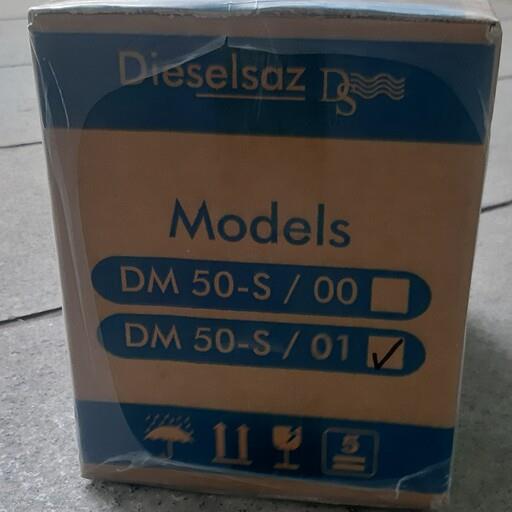 Dieselsaz DS
Models
DM 50-S / 00
DM 50-S / 01
5